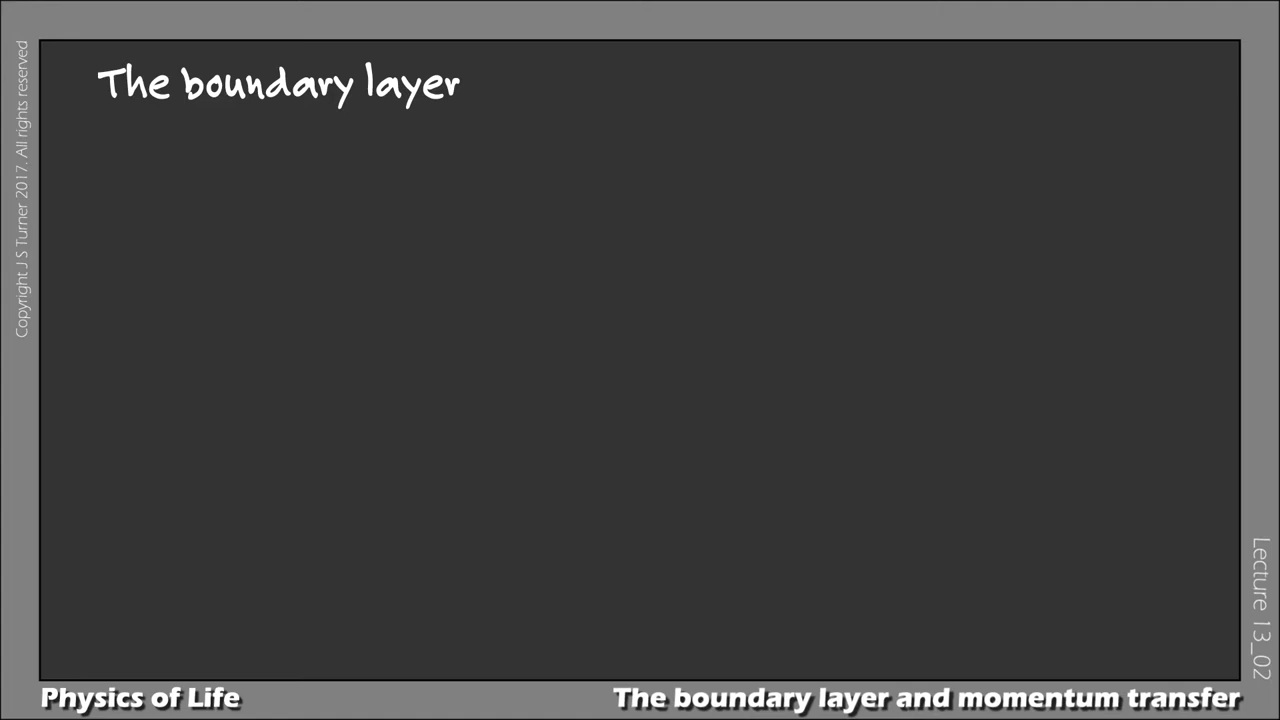 The boundary layer
Copyright J S Turner 2017. All rights reserved
Lecture 13_02
Physics of Life
The boundary layer and momentum transfer